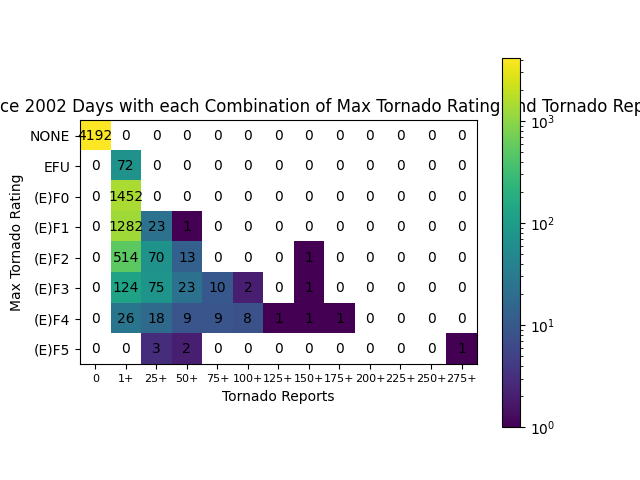 ce 2002 Days with each Combination of Max Tornado Rating and Tornado Rep
Max Tornado Rating
NONE 4192 0 0 0 0 0 0 0 0 0 0 0 0
EFU 0 72 0 0 0 0 0 0 0 0 0 0 0
(E)F0 0 1452 0 0 0 0 0 0 0 0 0 0 0
(E)F1 0 1282 23 1 0 0 0 0 0 0 0 0 0
(E)F2 0 514 70 13 0 0 0 1 0 0 0 0 0
(E)F3 0 124 75 23 10 2 0 1 0 0 0 0 0
(E)F4 0 26 18 9 9 8 1 1 1 0 0 0 0
(E)F5 0 0 3 2 0 0 0 0 0 0 0 0 1
0 1+ 25+ 50+ 75+ 100+ 125+ 150+ 175+ 200+ 225+ 250+ 275+
Tornado Reports
10³
10²
10¹
10⁰